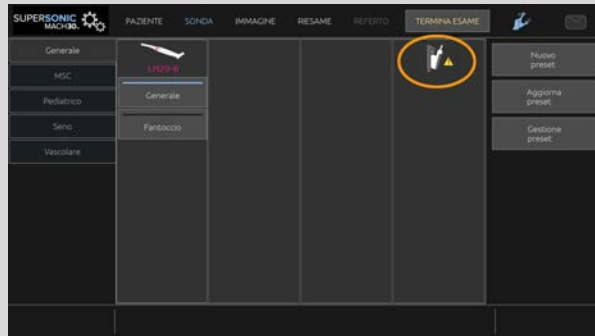 SUPERSONIC
MACH30.
PAZIENTE SONDA IMMAGINE RIESAME REFERTO TERMINA ESAME
Generale
MSC
Pediatrico
Seno
Vascolare
LH20-6
Generale
Fantoccio
Nuovo
preset
Aggiorna
preset
Gestione
preset